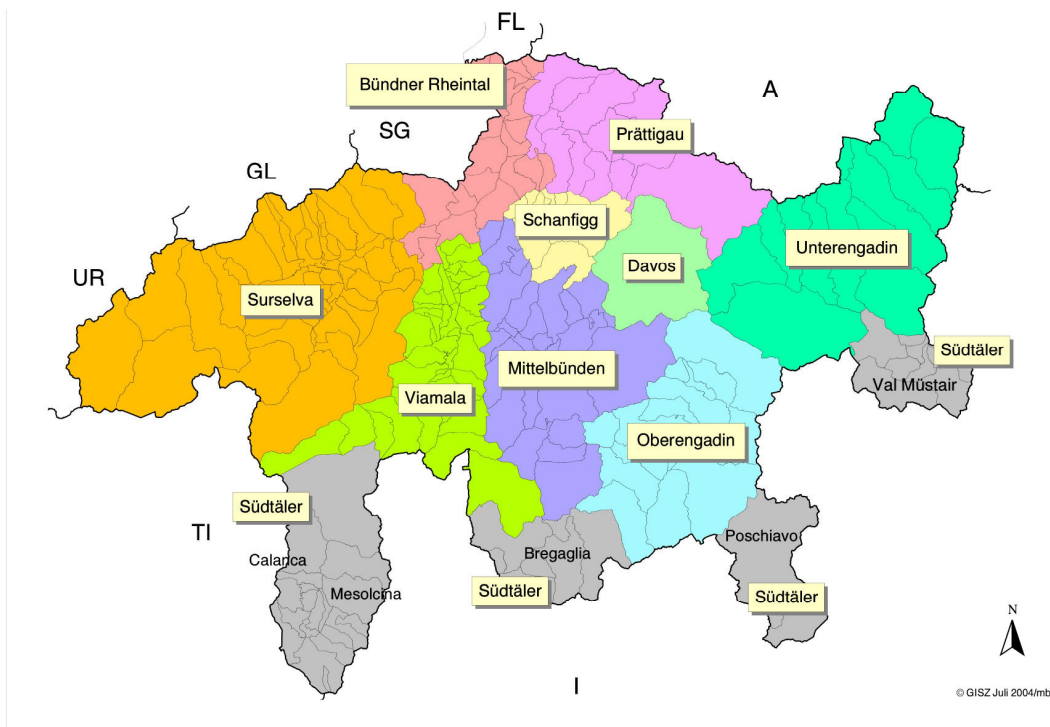 FL
Bündner Rheintal
A
SG
Prättigau
GL
Schanfigg
Unterengadin
Davos
UR
Surselva
Südtäler
Mittelbünden
Val Müstair
Viamala
Oberengadin
Südtäler
TI
Poschiavo
Bregaglia
Calanca
Südtäler
Mesolcina
Südtäler
N
I
© GISZ Juli 2004/mb